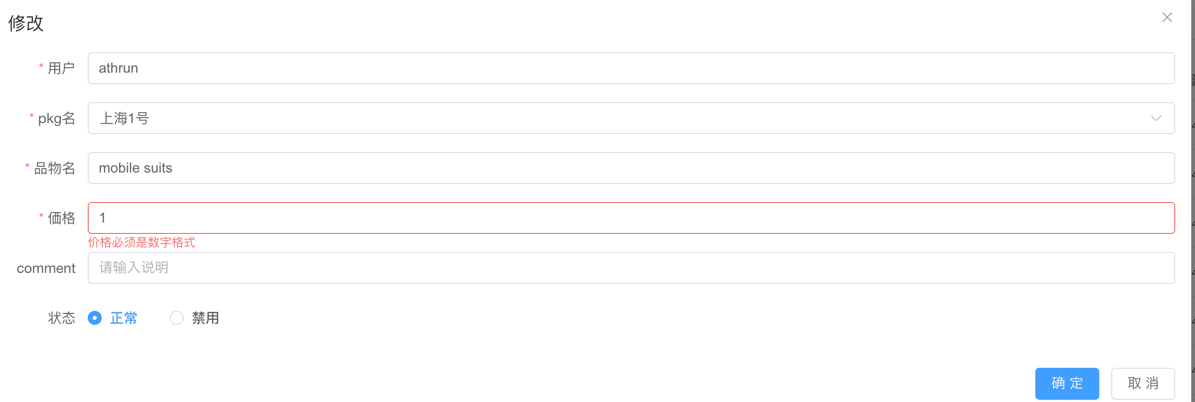 修改
* 用户 athrun
* pkg名 上海1号
* 品物名 mobile suits
* 価格 1
价格必须是数字格式
comment 请输入说明
状态 正常 禁用
确 定 取 消